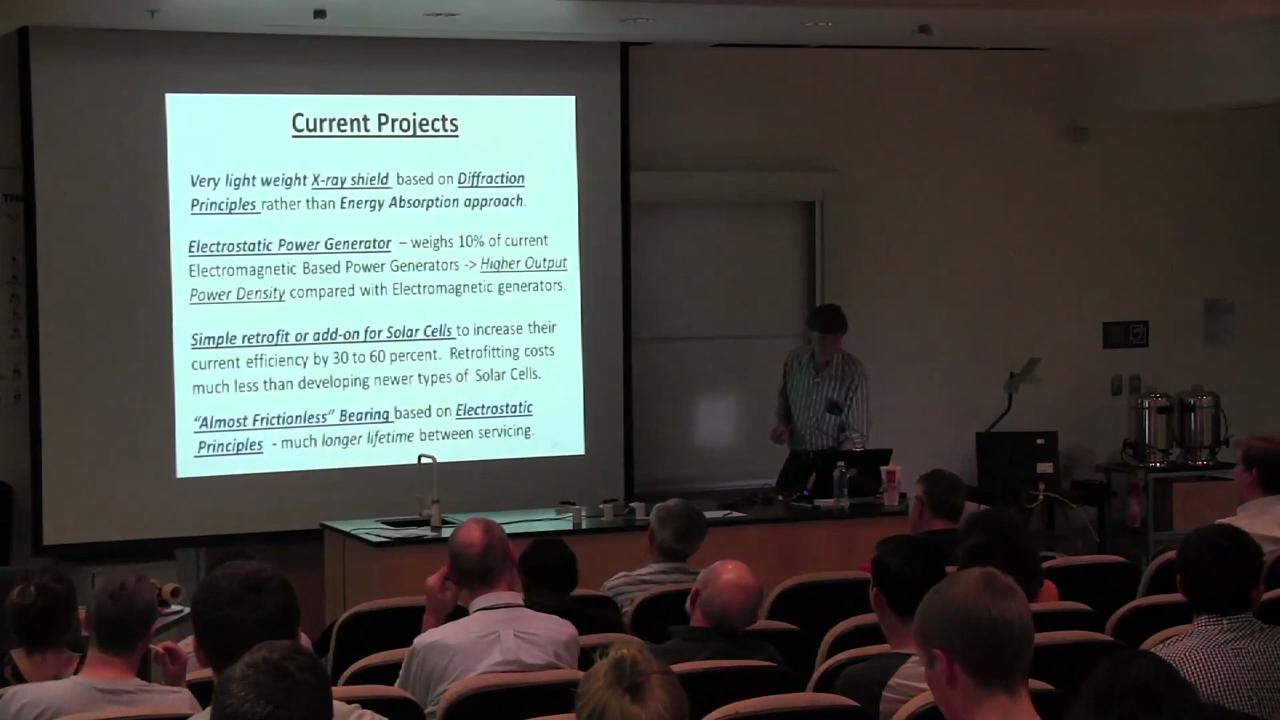 Current Projects
Very light weight X-ray shield based on Diffraction
Principles rather than Energy Absorption approach.
Electrostatic Power Generator – weighs 10% of current
Electromagnetic Based Power Generators -> Higher Output
Power Density compared with Electromagnetic generators.
Simple retrofit or add-on for Solar Cells to increase their
current efficiency by 30 to 60 percent. Retrofitting costs
much less than developing newer types of Solar Cells.
“Almost Frictionless” Bearing based on Electrostatic
Principles - much longer lifetime between servicing.